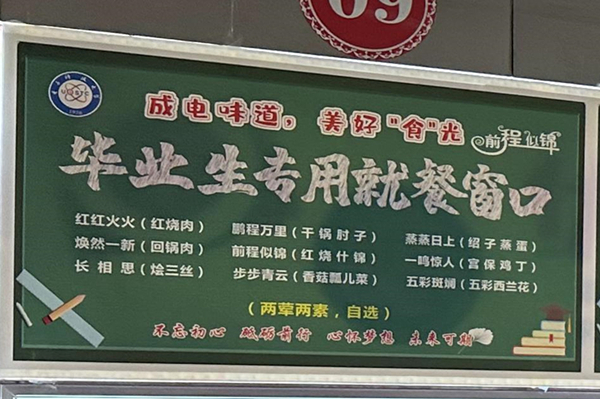 09
成电味道，美好"食"光
前程似锦
毕业生专用就餐窗口
红红火火（红烧肉） 鹏程万里（干锅肘子） 蒸蒸日上（绍子蒸蛋）
焕然一新（回锅肉） 前程似锦（红烧什锦） 一鸣惊人（宫保鸡丁）
长相思（烩三丝） 步步青云（香菇瓢儿菜） 五彩斑斓（五彩西兰花）
（两荤两素，自选）
不忘初心 砥砺前行 心怀梦想 未来可期